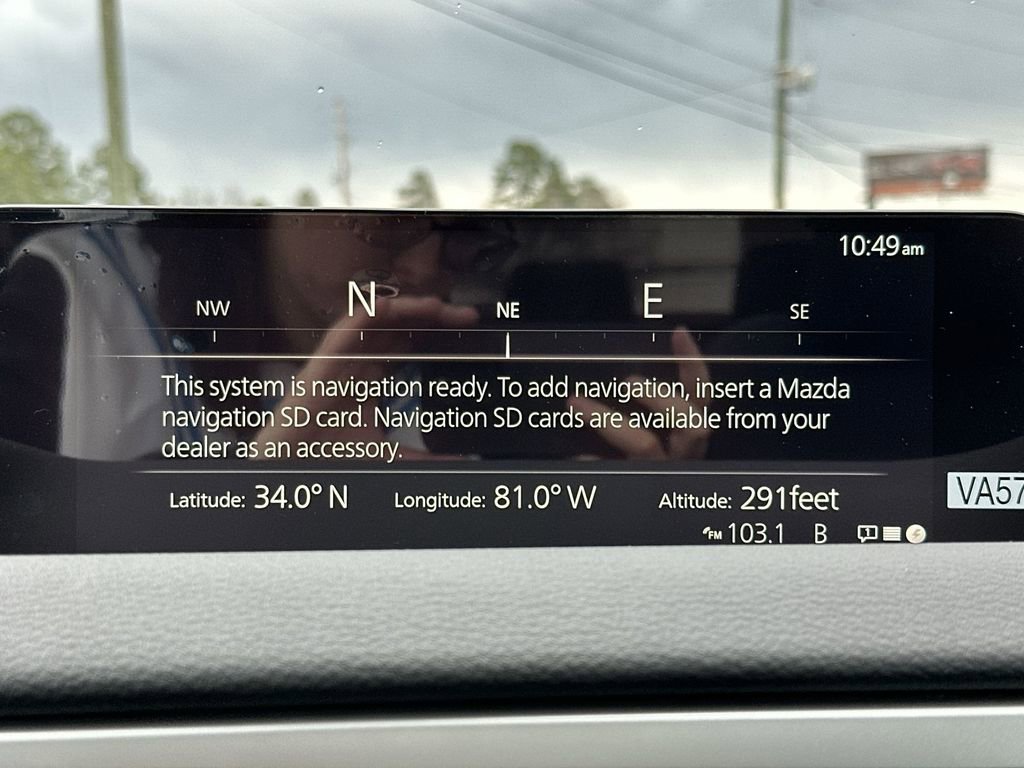 10:49am
NW N NE E SE
This system is navigation ready. To add navigation, insert a Mazda
navigation SD card. Navigation SD cards are available from your
dealer as an accessory.
Latitude: 34.0° N Longitude: 81.0° W Altitude: 291feet
VA57
FM 103.1 B 1